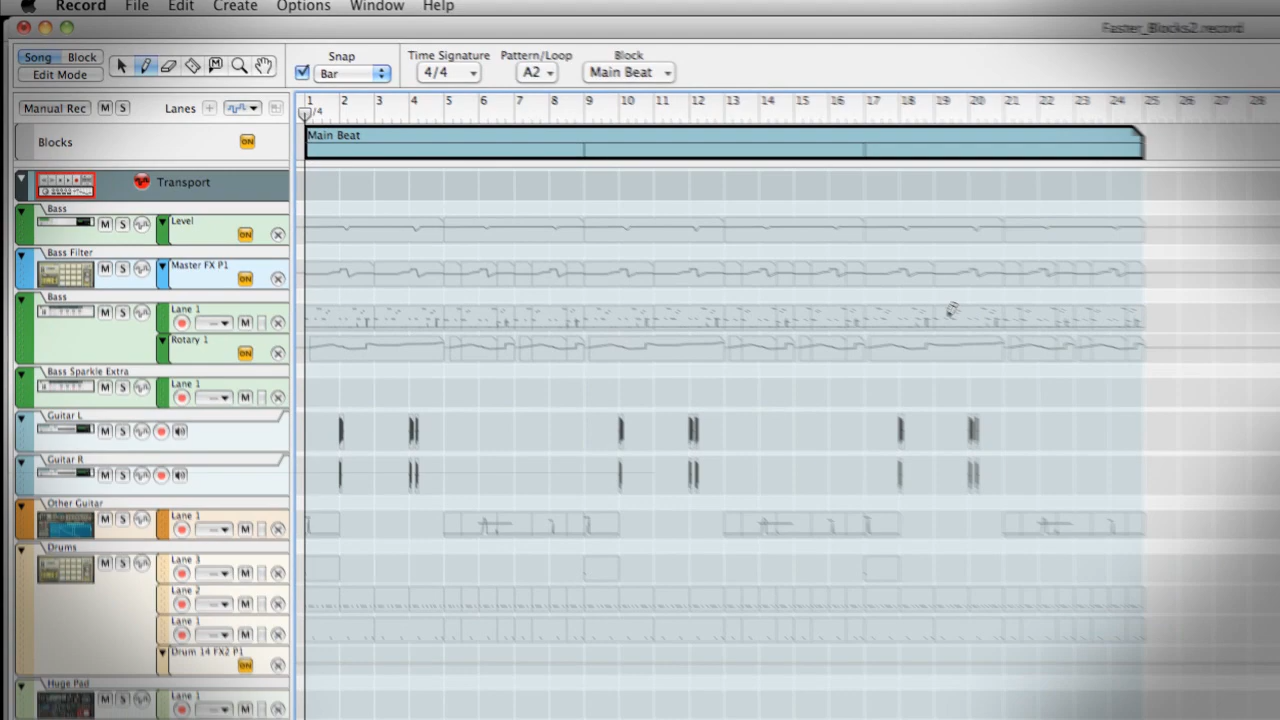 Record File Edit Create Options Window Help
Faster_Blocks2.record
Song Block
Edit Mode
Snap
Bar
Time Signature
4/4
Pattern/Loop
A2
Block
Main Beat
Manual Rec M S Lanes
1 2 3 4 5 6 7 8 9 10 11 12 13 14 15 16 17 18 19 20 21 22 23 24 25 26 27 28
/4
Blocks ON
Main Beat
Transport
Bass
M S Level
ON
Bass Filter
M S Master FX P1
ON
Bass
M S Lane 1
M
Rotary 1
ON
Bass Sparkle Extra
M S Lane 1
M
Guitar L
M S
Guitar R
M S
Other Guitar
M S Lane 1
M
Drums
M S Lane 3
M
Lane 2
M
Lane 1
M
Drum 14 FX2 P1
ON
Huge Pad
M S Lane 1
M